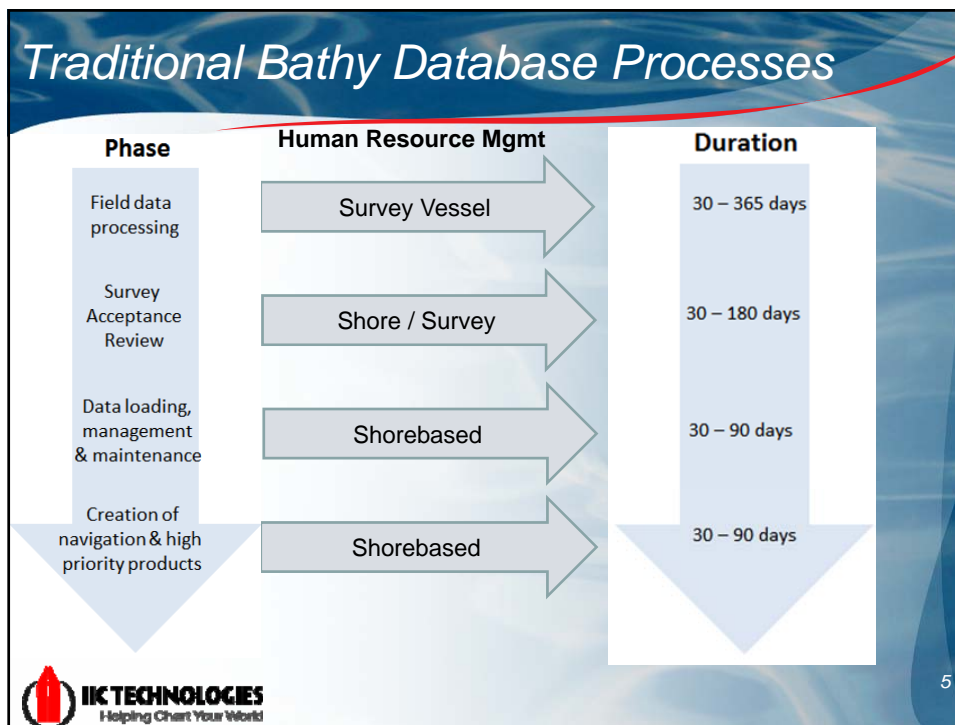 Traditional Bathy Database Processes
Phase
Human Resource Mgmt
Duration
Field data
processing
Survey Vessel
30 – 365 days
Survey
Acceptance
Review
Shore / Survey
30 – 180 days
Data loading,
management
& maintenance
Shorebased
30 – 90 days
Creation of
navigation & high
priority products
Shorebased
30 – 90 days
IIC TECHNOLOGIES
Helping Chart Your World
5